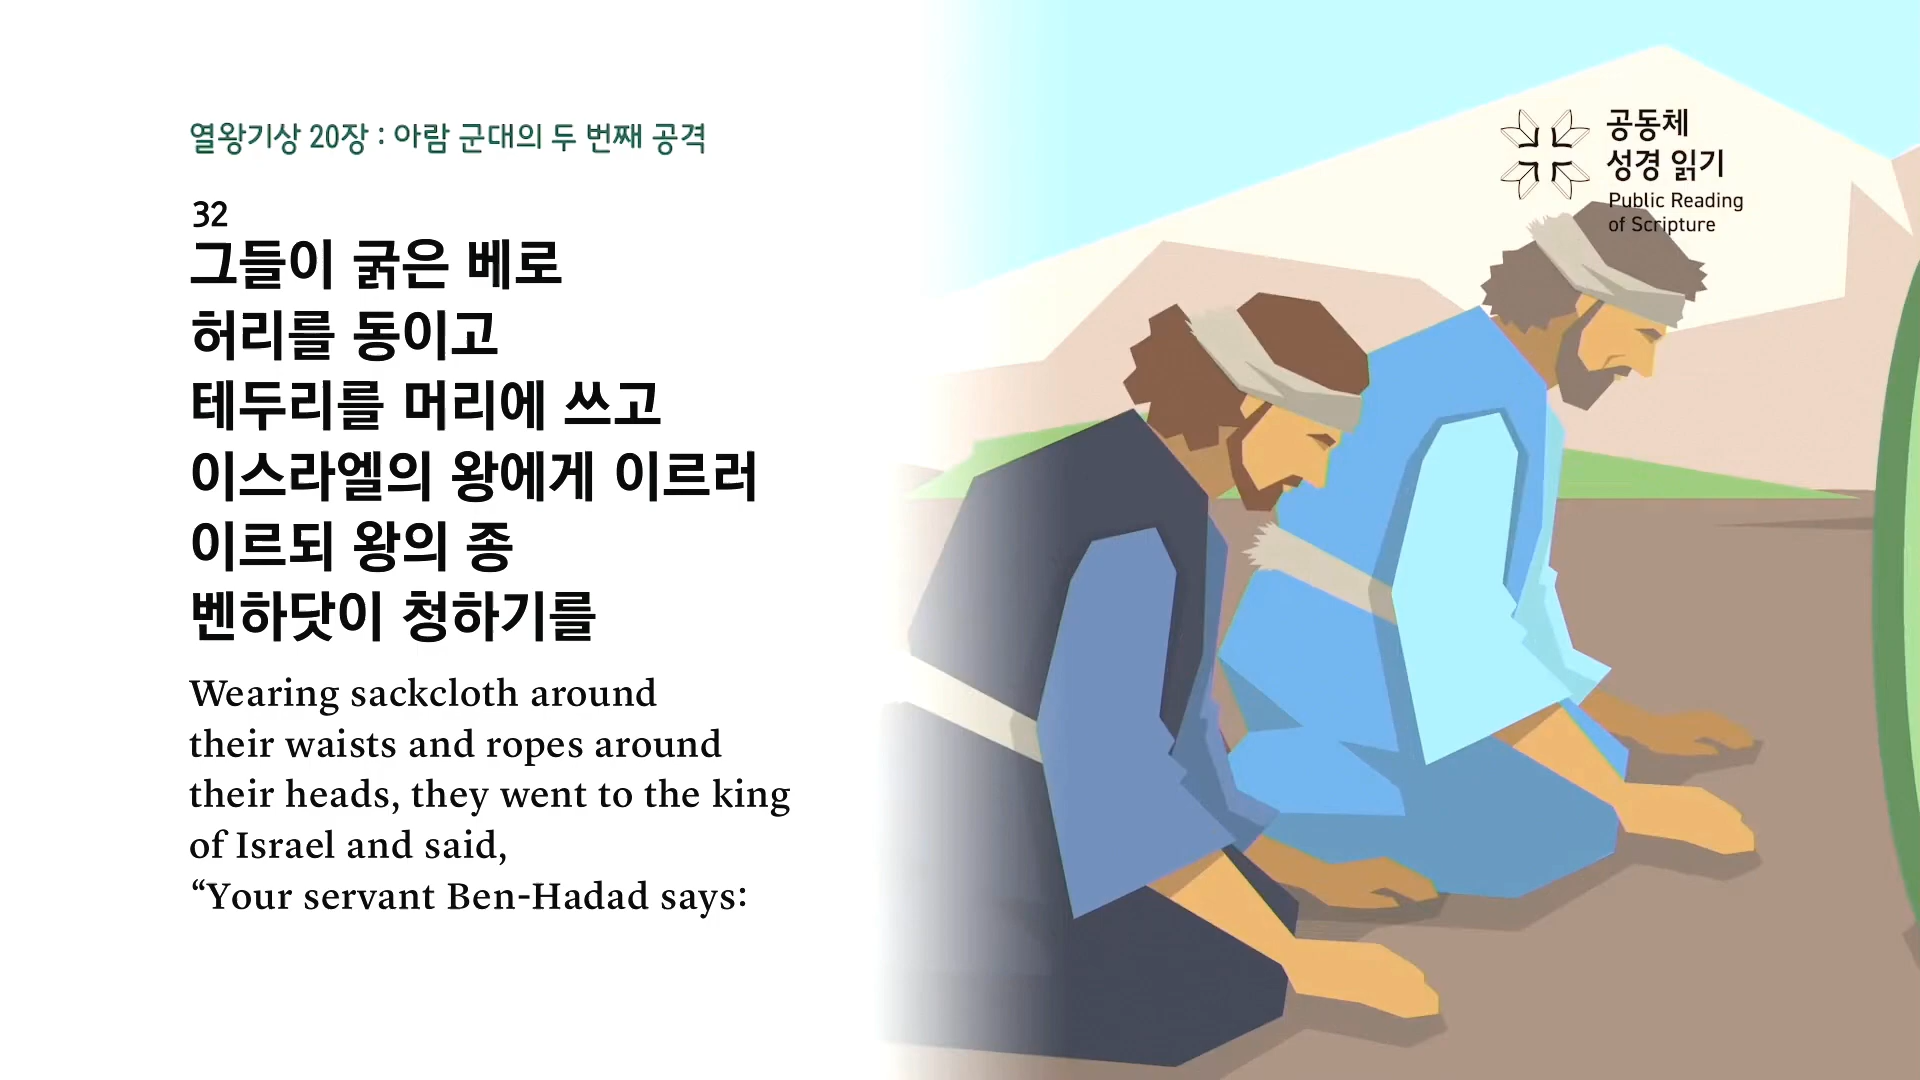 열왕기상 20장 : 아람 군대의 두 번째 공격
32
그들이 굵은 베로
허리를 동이고
테두리를 머리에 쓰고
이스라엘의 왕에게 이르러
이르되 왕의 종
벤하닷이 청하기를
Wearing sackcloth around
their waists and ropes around
their heads, they went to the king
of Israel and said,
“Your servant Ben-Hadad says:
공동체
성경 읽기
Public Reading
of Scripture